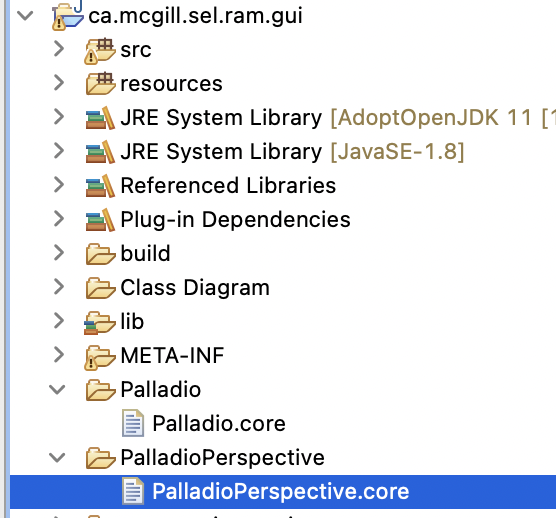 ca.mcgill.sel.ram.gui
src
resources
JRE System Library [AdoptOpenJDK 11 [1
JRE System Library [JavaSE-1.8]
Referenced Libraries
Plug-in Dependencies
build
Class Diagram
lib
META-INF
Palladio
Palladio.core
PalladioPerspective
PalladioPerspective.core